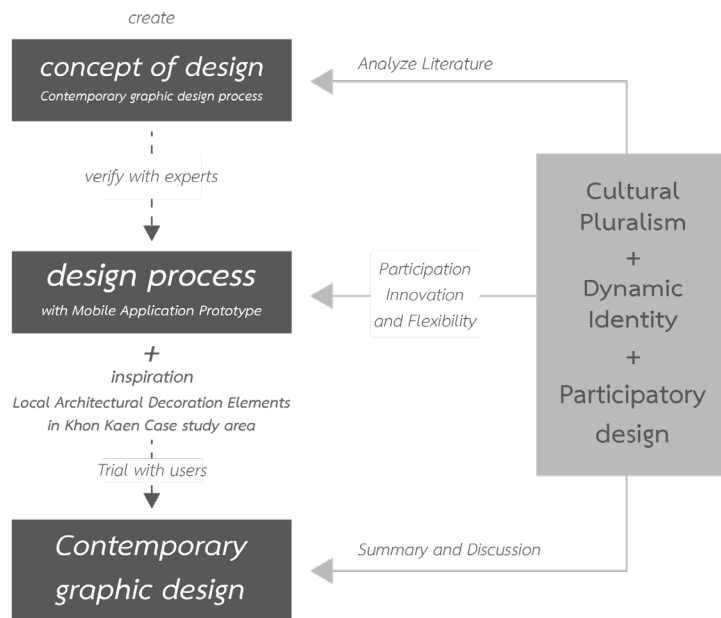 create
concept of design
Contemporary graphic design process
Analyze Literature
verify with experts
design process
with Mobile Application Prototype
Participation
Innovation
and Flexibility
Cultural
Pluralism
+
Dynamic
Identity
+
Participatory
design
+
inspiration
Local Architectural Decoration Elements
in Khon Kaen Case study area
Trial with users
Contemporary
graphic design
Summary and Discussion